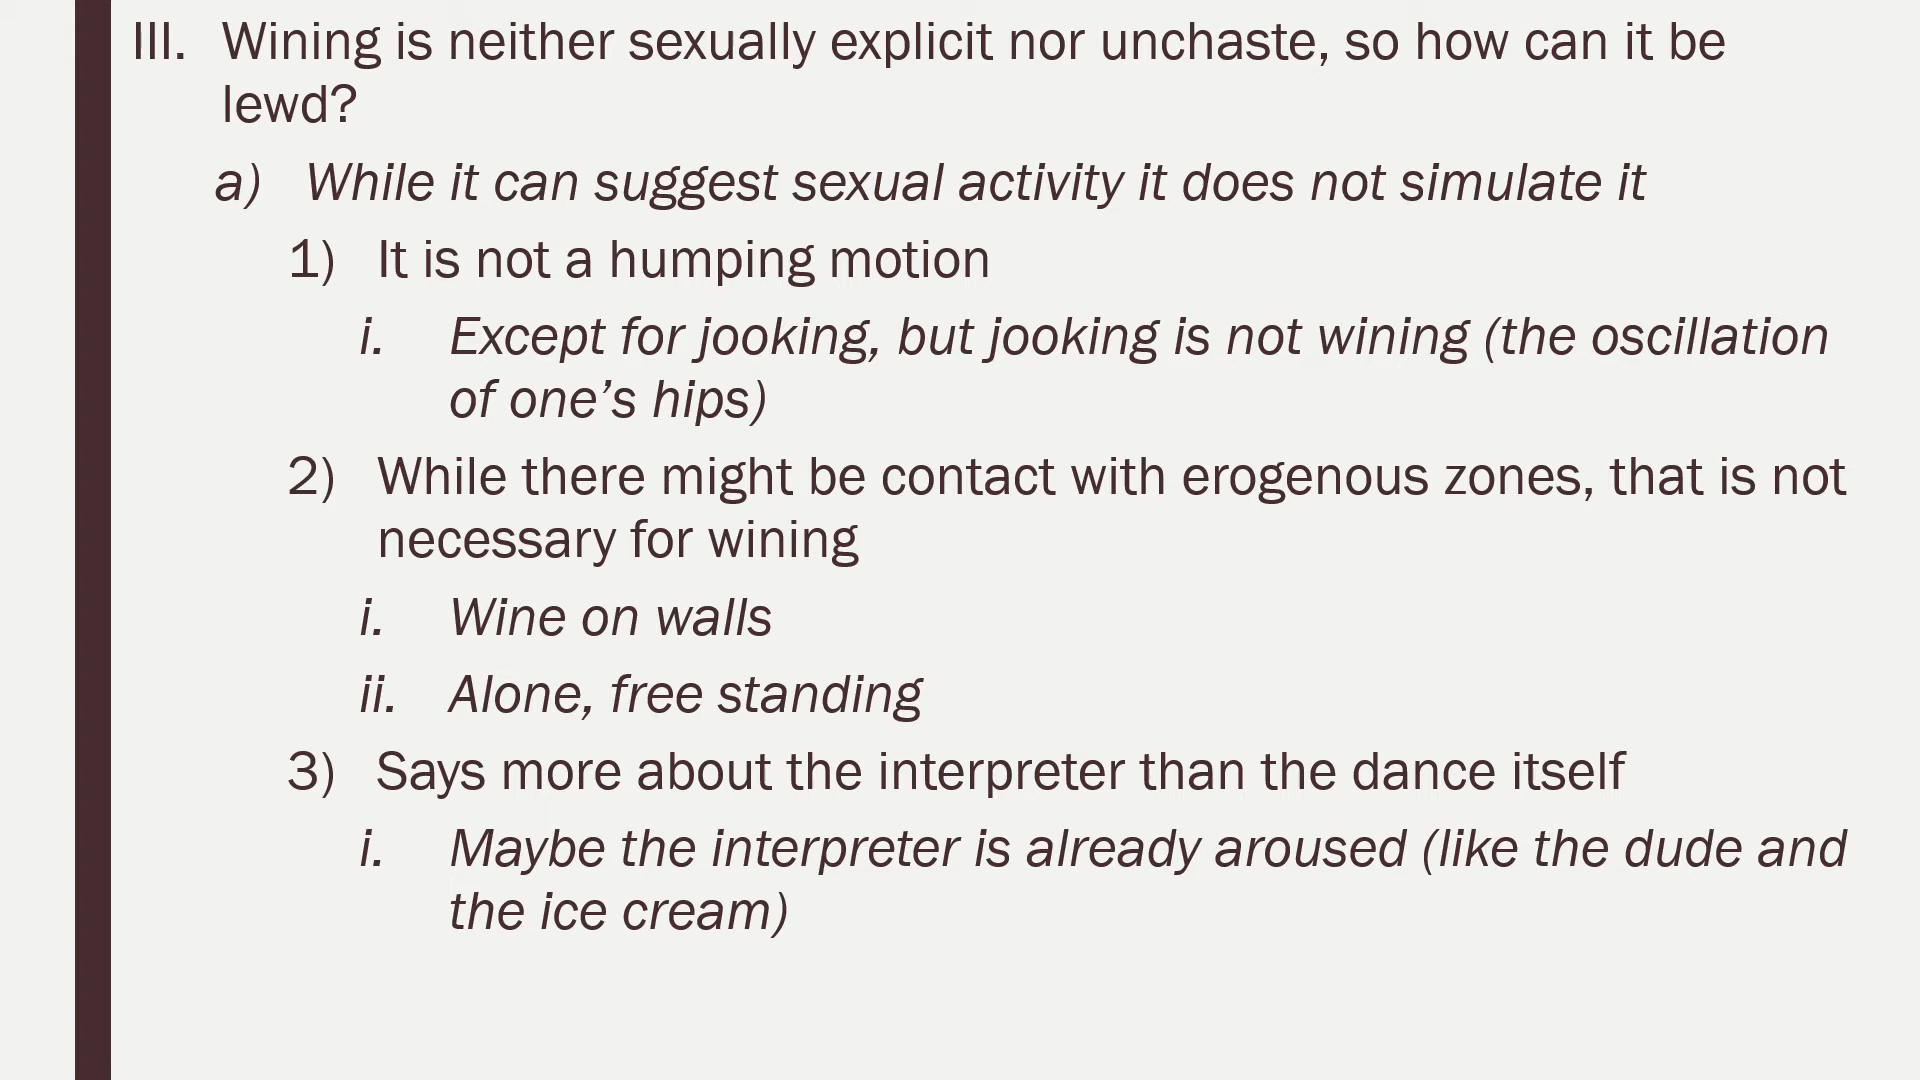 III. Wining is neither sexually explicit nor unchaste, so how can it be
lewd?
a) While it can suggest sexual activity it does not simulate it
1) It is not a humping motion
i. Except for jooking, but jooking is not wining (the oscillation
of one’s hips)
2) While there might be contact with erogenous zones, that is not
necessary for wining
i. Wine on walls
ii. Alone, free standing
3) Says more about the interpreter than the dance itself
i. Maybe the interpreter is already aroused (like the dude and
the ice cream)